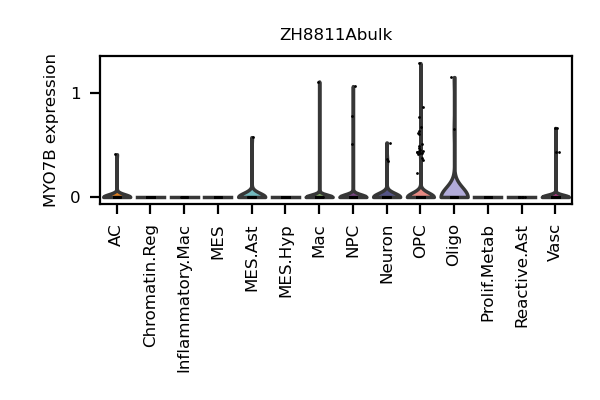 ZH8811Abulk
MYO7B expression
1
0
AC
Chromatin.Reg
Inflammatory.Mac
MES
MES.Ast
MES.Hyp
Mac
NPC
Neuron
OPC
Oligo
Prolif.Metab
Reactive.Ast
Vasc